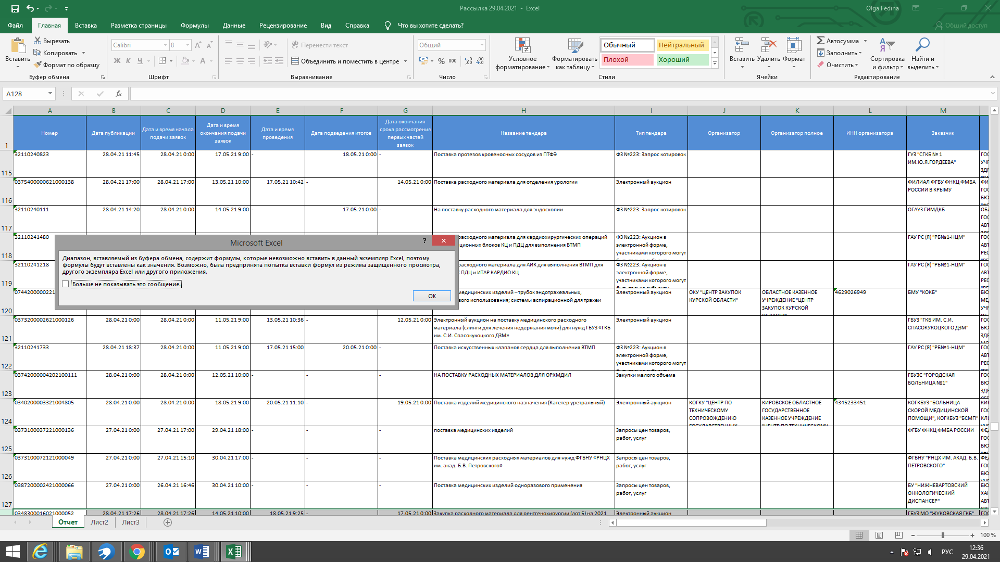 Рассылка 29.04.2021 - Excel
Olga Fedina
Файл Главная Вставка Разметка страницы Формулы Данные Рецензирование Вид Справка Что вы хотите сделать? Общий доступ
Вставить
Вырезать
Копировать
Формат по образцу
Буфер обмена
Calibri 8
Ж К Ч
Шрифт
Перенести текст
Объединить и поместить в центре
Выравнивание
Общий
% 000
Число
Условное форматирование
Форматировать как таблицу
Обычный Нейтральный
Плохой Хороший
Стили
Вставить Удалить Формат
Ячейки
Автосумма
Заполнить
Очистить
Сортировка и фильтр
Найти и выделить
Редактирование
A128
fx
A B C D E F G H I J K L M
1 Номер Дата публикации Дата и время начала подачи заявок Дата и время окончания подачи заявок Дата и время проведения Дата подведения итогов Дата окончания срока рассмотрения первых частей заявок Название тендера Тип тендера Организатор Организатор полное ИНН организатора Заказчик
115 32110240823 28.04.21 11:45 28.04.21 0:00 17.05.21 9:00 - 18.05.21 0:00 - Поставка протезов кровеносных сосудов из ПТФЭ ФЗ №223: Запрос котировок ГУЗ "СГКБ № 1 ИМ.Ю.Я.ГОРДЕЕВА"
116 0375400000621000138 28.04.21 17:00 28.04.21 17:00 13.05.21 10:00 17.05.21 10:42 - 14.05.21 0:00 Поставка расходного материала для отделения урологии Электронный аукцион ФИЛИАЛ ФГБУ ФНКЦ ФМБА РОССИИ В КРЫМУ
117 32110240111 28.04.21 14:20 28.04.21 0:00 14.05.21 9:00 - 17.05.21 0:00 - На поставку расходного материала для эндоскопии ФЗ №223: Запрос котировок ОГАУЗ ГИМДКБ
118 32110241480 расходного материала для кардиохирургических операций ционных блоков КЦ и ПДЦ для выполнения ВТМП ФЗ №223: Аукцион в электронной форме, участниками которого могут ГАУ РС (Я) "РБ№1-НЦМ"
119 32110241218 расходного материала для АИК для выполнения ВТМП для ПДЦ и ИТАР КАРДИО КЦ ФЗ №223: Аукцион в электронной форме, участниками которого могут ГАУ РС (Я) "РБ№1-НЦМ"
Microsoft Excel
Диапазон, вставляемый из буфера обмена, содержит формулы, которые невозможно вставить в данный экземпляр Excel, поэтому
формулы будут вставлены как значения. Возможно, была предпринята попытка вставки формул из режима защищенного просмотра,
другого экземпляра Excel или другого приложения.
Больше не показывать это сообщение.
ОК
120 0744200000221 медицинских изделий – трубок эндотрахеальных, вого использования; системы аспирационной для трахеи Электронный аукцион ОКУ "ЦЕНТР ЗАКУПОК КУРСКОЙ ОБЛАСТИ" ОБЛАСТНОЕ КАЗЕННОЕ УЧРЕЖДЕНИЕ "ЦЕНТР ЗАКУПОК КУРСКОЙ ОБЛАСТИ" 4629026949 БМУ "КОКБ"
121 0373200002621000126 28.04.21 0:00 28.04.21 0:00 11.05.21 9:00 13.05.21 10:36 - 12.05.21 0:00 Электронный аукцион на поставку медицинского расходного материала (слинги для лечения недержания мочи) для нужд ГБУЗ «ГКБ им. С.И. Спасокукоцкого ДЗМ» Электронный аукцион ГБУЗ "ГКБ ИМ. С.И. СПАСОКУКОЦКОГО ДЗМ"
122 32110241733 28.04.21 18:37 28.04.21 0:00 11.05.21 9:00 17.05.21 15:00 20.05.21 0:00 - Поставка искусственных клапанов сердца для выполнения ВТМП ФЗ №223: Аукцион в электронной форме, участниками которого могут ГАУ РС (Я) "РБ№1-НЦМ"
123 03742000004202100111 28.04.21 0:00 28.04.21 0:00 12.05.21 10:00 - - - НА ПОСТАВКУ РАСХОДНЫХ МАТЕРИАЛОВ ДЛЯ ОРХМДИЛ Закупки малого объема ГБУЗС "ГОРОДСКАЯ БОЛЬНИЦА №1"
124 0340200003321004805 28.04.21 0:00 28.04.21 0:00 18.05.21 9:00 20.05.21 11:10 - 19.05.21 0:00 Поставка изделий медицинского назначения (Катетер уретральный) Электронный аукцион КОГКУ "ЦЕНТР ПО ТЕХНИЧЕСКОМУ СОПРОВОЖДЕНИЮ КИРОВСКОЕ ОБЛАСТНОЕ ГОСУДАРСТВЕННОЕ КАЗЕННОЕ УЧРЕЖДЕНИЕ 4345233451 КОГКБУЗ "БОЛЬНИЦА СКОРОЙ МЕДИЦИНСКОЙ ПОМОЩИ", КОГКБУЗ "БСМП"
125 0373100037221000136 27.04.21 0:00 27.04.21 17:00 29.04.21 18:00 - - - поставка медицинских изделий Запросы цен товаров, работ, услуг ФГБУ ФНКЦ ФМБА РОССИИ
126 0373100072121000049 27.04.21 0:00 27.04.21 15:10 30.04.21 17:00 - - - Поставка медицинских расходных материалов для нужд ФГБНУ «РНЦХ им. акад. Б.В. Петровского» Запросы цен товаров, работ, услуг ФГБНУ "РНЦХ ИМ. АКАД. Б.В. ПЕТРОВСКОГО"
127 0387200002421000066 27.04.21 0:00 26.04.21 16:46 30.04.21 10:00 - - - Поставка медицинских изделий одноразового применения Запросы цен товаров, работ, услуг БУ "НИЖНЕВАРТОВСКИЙ ОНКОЛОГИЧЕСКИЙ ДИСПАНСЕР"
0348300016021000052 28.04.21 17:26 28.04.21 17:26 14.05.21 9:00 18.05.21 9:25 - 17.05.21 0:00 Закупка расходного материала для рентгенохирургии (лот 5) на 2021 Электронный аукцион ГБУЗ МО "ЖУКОВСКАЯ ГКБ"
Отчет Лист2 Лист3
100 %
РУС
12:36
29.04.2021